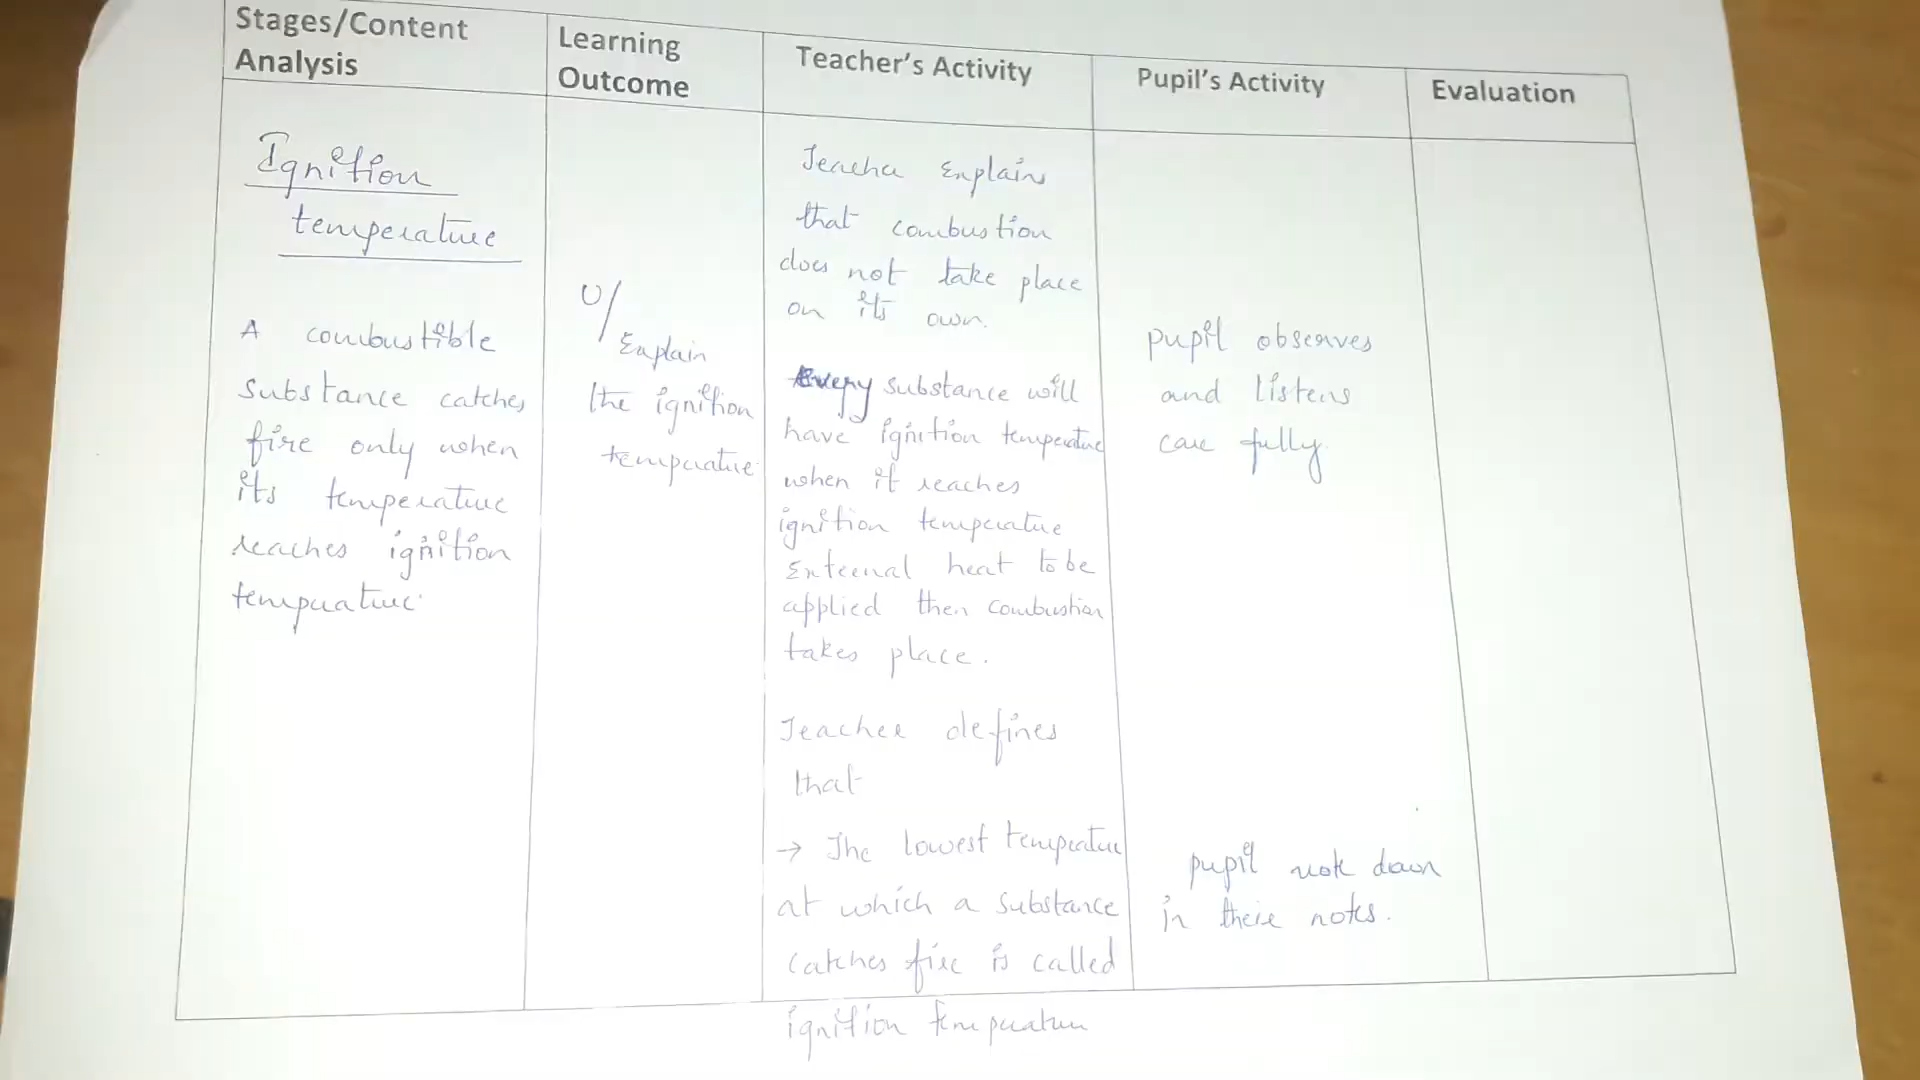 Stages/Content
Analysis
Learning
Outcome
Teacher's Activity
Pupil's Activity
Evaluation
Ignition
temperature
A combustible
substance catches
fire only when
its temperature
reaches ignition
temperature.
U/
Explain
the ignition
temperature
Teacher Explains
that combustion
does not take place
on its own.
Every substance will
have ignition temperature
when it reaches
ignition temperature
External heat to be
applied then combustion
takes place.
Teacher defines
that
→ The lowest temperature
at which a substance
catches fire is called
ignition temperature
pupil observes
and listens
care fully.
pupil note down
in there notes.